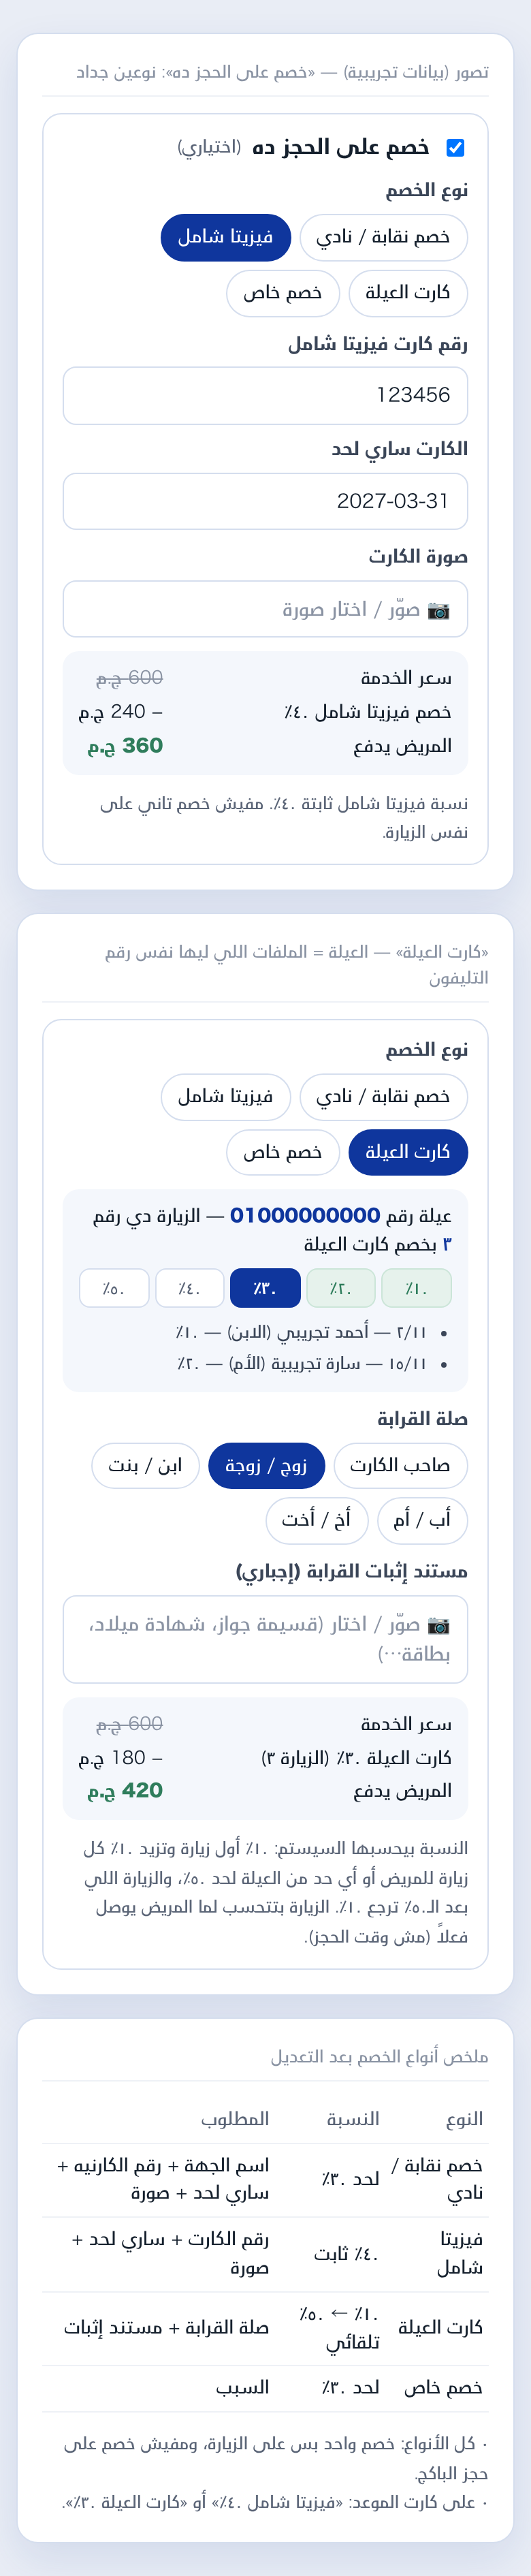 تصور (بيانات تجريبية) — «خصم على الحجز ده»: نوعين جداد
خصم على الحجز ده (اختياري)
نوع الخصم
خصم نقابة / نادي
فيزيتا شامل
كارت العيلة
خصم خاص
رقم كارت فيزيتا شامل
123456
الكارت ساري لحد
2027-03-31
صورة الكارت
📷 صوّر / اختار صورة
سعر الخدمة 600 ج.م
خصم فيزيتا شامل ٤٠٪ − 240 ج.م
المريض يدفع 360 ج.م
نسبة فيزيتا شامل ثابتة ٤٠٪. مفيش خصم تاني على
نفس الزيارة.
«كارت العيلة» — العيلة = الملفات اللي ليها نفس رقم
التليفون
نوع الخصم
خصم نقابة / نادي
فيزيتا شامل
كارت العيلة
خصم خاص
عيلة رقم 01000000000 — الزيارة دي رقم
٣ بخصم كارت العيلة
١٠٪ ٢٠٪ ٣٠٪ ٤٠٪ ٥٠٪
• ٢/١١ — أحمد تجريبي (الابن) — ١٠٪
• ١٥/١١ — سارة تجريبية (الأم) — ٢٠٪
صلة القرابة
صاحب الكارت
زوج / زوجة
ابن / بنت
أب / أم
أخ / أخت
مستند إثبات القرابة (إجباري)
📷 صوّر / اختار (قسيمة جواز، شهادة ميلاد،
بطاقة…)
سعر الخدمة 600 ج.م
كارت العيلة ٣٠٪ (الزيارة ٣) − 180 ج.م
المريض يدفع 420 ج.م
النسبة بيحسبها السيستم: ١٠٪ أول زيارة وتزيد ١٠٪ كل
زيارة للمريض أو أي حد من العيلة لحد ٥٠٪، والزيارة اللي
بعد الـ٥٠٪ ترجع ١٠٪. الزيارة بتتحسب لما المريض يوصل
فعلاً (مش وقت الحجز).
ملخص أنواع الخصم بعد التعديل
النوع النسبة المطلوب
خصم نقابة / نادي لحد ٣٠٪ اسم الجهة + رقم الكارنيه + ساري لحد + صورة
فيزيتا شامل ٤٠٪ ثابت رقم الكارت + ساري لحد + صورة
كارت العيلة ١٠٪ ← ٥٠٪ تلقائي صلة القرابة + مستند إثبات
خصم خاص لحد ٣٠٪ السبب
· كل الأنواع: خصم واحد بس على الزيارة، ومفيش خصم على
حجز الباكج.
· على كارت الموعد: «فيزيتا شامل ٤٠٪» أو «كارت العيلة ٣٠٪».